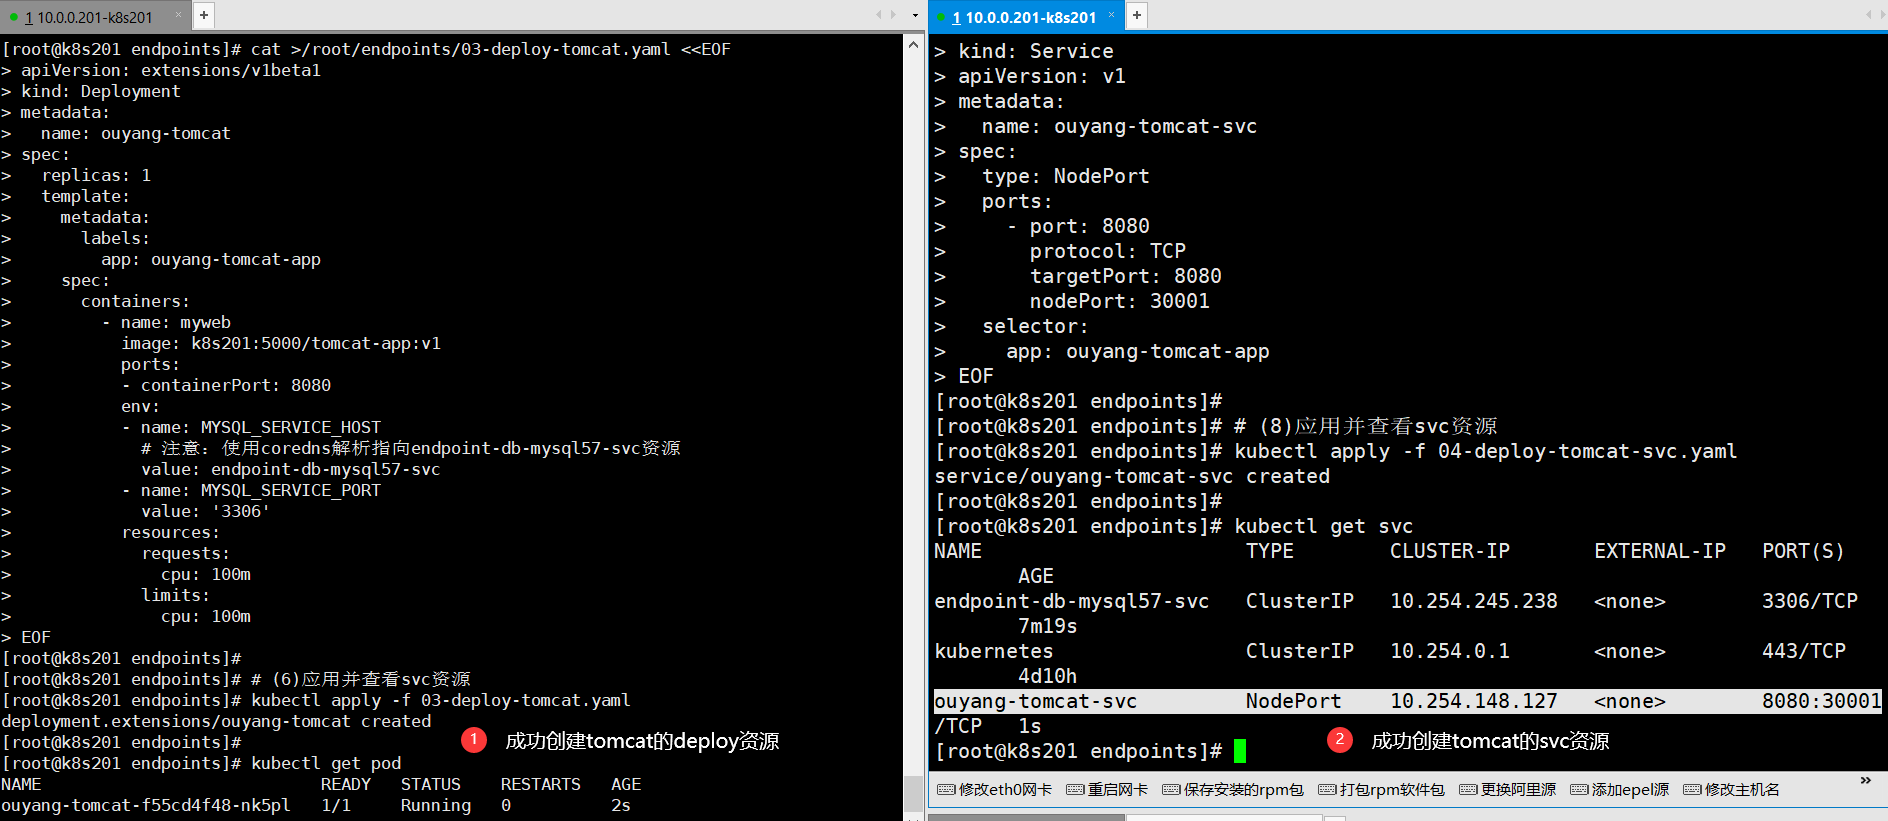 1 10.0.0.201-k8s201
[root@k8s201 endpoints]# cat >/root/endpoints/03-deploy-tomcat.yaml <<EOF
> apiVersion: extensions/v1beta1
> kind: Deployment
> metadata:
>   name: ouyang-tomcat
> spec:
>   replicas: 1
>   template:
>     metadata:
>       labels:
>         app: ouyang-tomcat-app
>     spec:
>       containers:
>         - name: myweb
>           image: k8s201:5000/tomcat-app:v1
>           ports:
>           - containerPort: 8080
>           env:
>           - name: MYSQL_SERVICE_HOST
>             # 注意: 使用coredns解析指向endpoint-db-mysql57-svc资源
>             value: endpoint-db-mysql57-svc
>           - name: MYSQL_SERVICE_PORT
>             value: '3306'
>           resources:
>             requests:
>               cpu: 100m
>             limits:
>               cpu: 100m
> EOF
[root@k8s201 endpoints]#
[root@k8s201 endpoints]# # (6)应用并查看svc资源
[root@k8s201 endpoints]# kubectl apply -f 03-deploy-tomcat.yaml
deployment.extensions/ouyang-tomcat created
[root@k8s201 endpoints]#
1 成功创建tomcat的deploy资源
[root@k8s201 endpoints]# kubectl get pod
NAME                            READY   STATUS    RESTARTS   AGE
ouyang-tomcat-f55cd4f48-nk5pl   1/1     Running   0          2s
1 10.0.0.201-k8s201
> kind: Service
> apiVersion: v1
> metadata:
>   name: ouyang-tomcat-svc
> spec:
>   type: NodePort
>   ports:
>     - port: 8080
>       protocol: TCP
>       targetPort: 8080
>       nodePort: 30001
>   selector:
>     app: ouyang-tomcat-app
> EOF
[root@k8s201 endpoints]#
[root@k8s201 endpoints]# # (8)应用并查看svc资源
[root@k8s201 endpoints]# kubectl apply -f 04-deploy-tomcat-svc.yaml
service/ouyang-tomcat-svc created
[root@k8s201 endpoints]#
[root@k8s201 endpoints]# kubectl get svc
NAME                      TYPE        CLUSTER-IP       EXTERNAL-IP   PORT(S)
       AGE
endpoint-db-mysql57-svc   ClusterIP   10.254.245.238   <none>        3306/TCP
       7m19s
kubernetes                ClusterIP   10.254.0.1       <none>        443/TCP
       4d10h
ouyang-tomcat-svc         NodePort    10.254.148.127   <none>        8080:30001
/TCP   1s
2 成功创建tomcat的svc资源
[root@k8s201 endpoints]#
修改eth0网卡 重启网卡 保存安装的rpm包 打包rpm软件包 更换阿里源 添加epel源 修改主机名